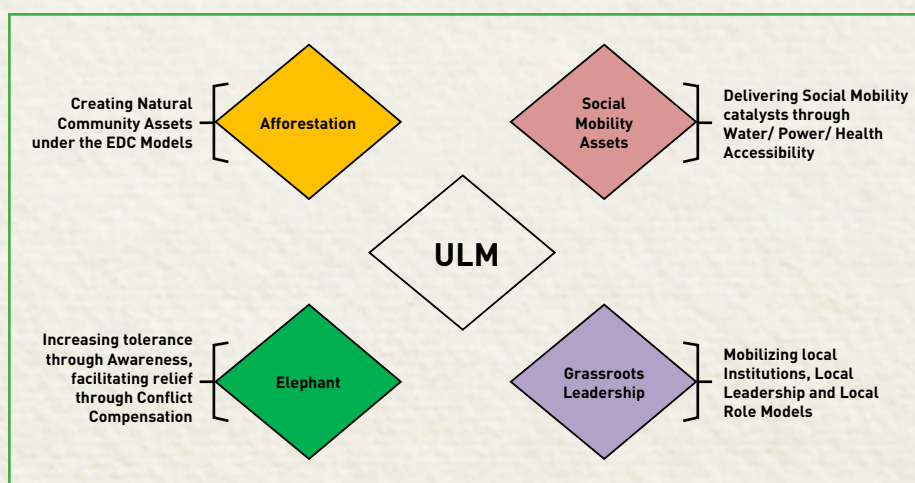 Creating Natural
Community Assets
under the EDC Models
Afforestation
Social
Mobility
Assets
Delivering Social Mobility
catalysts through
Water/ Power/ Health
Accessibility
ULM
Increasing tolerance
through Awareness,
facilitating relief
through Conflict
Compensation
Elephant
Grassroots
Leadership
Mobilizing local
Institutions, Local
Leadership and Local
Role Models